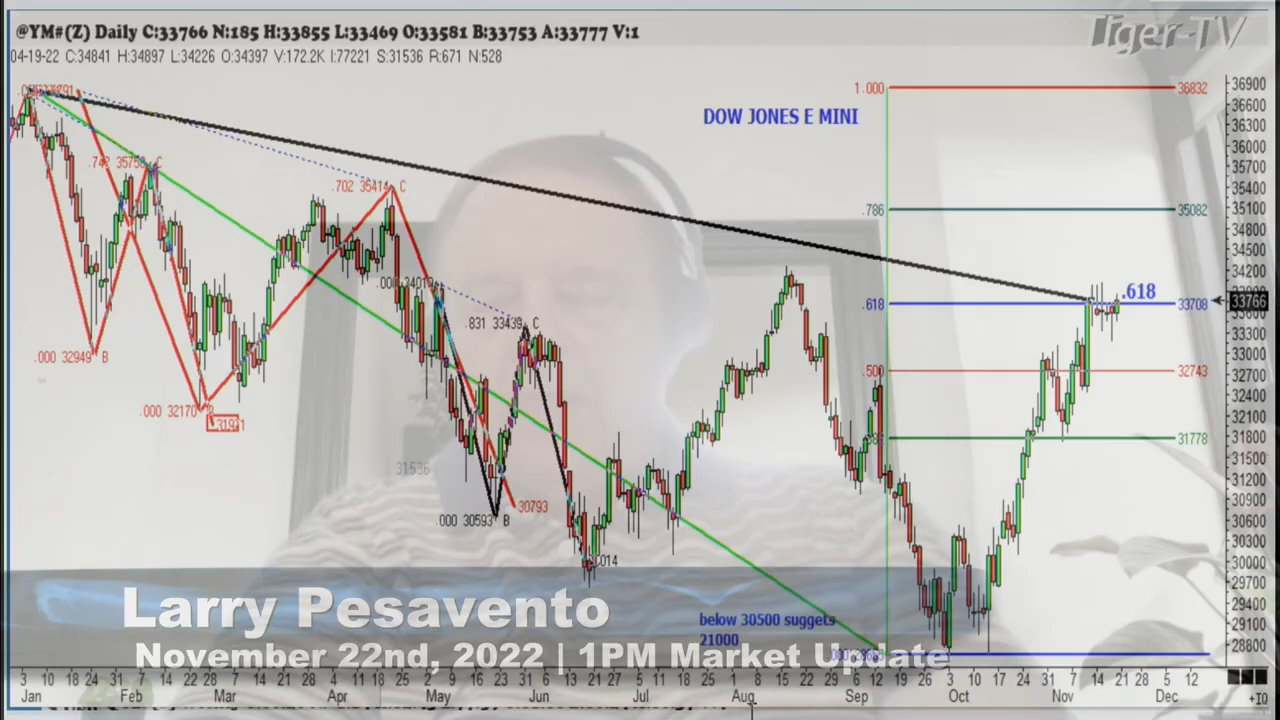 @YM#(Z) Daily C:33766 N:185 H:33855 L:33469 O:33581 B:33753 A:33777 V:1
Tiger-TV
04-19-22 C:34841 H:34897 L:34226 O:34397 V:172.2K I:77221 S:31536 R:671 N:528
1.000 36832
DOW JONES E MINI
.742 35758 C
.702 35414 C
.786 35082
.000 34019
.618
.618 33708
33766
.831 33439 C
.000 32949 B
.500 32743
.000 32170 B
31778
31536
30793
.000 30593 B
below 30500 suggets
21000
Larry Pesavento
November 22nd, 2022 | 1PM Market Update
36900
36600
36300
36000
35700
35400
35100
34800
34500
34200
33600
33300
33000
32700
32400
32100
31800
31500
31200
30900
30600
30300
30000
29700
29400
29100
28800
3 10 18 24 31 7 14 22 28 7 14 21 28 4 11 18 25 2 9 16 23 31 6 13 21 27 5 11 18 25 1 8 15 22 29 6 12 19 26 3 10 17 24 31 7 14 21 28 5 12
Jan Feb Mar Apr May Jun Jul Aug Sep Oct Nov Dec